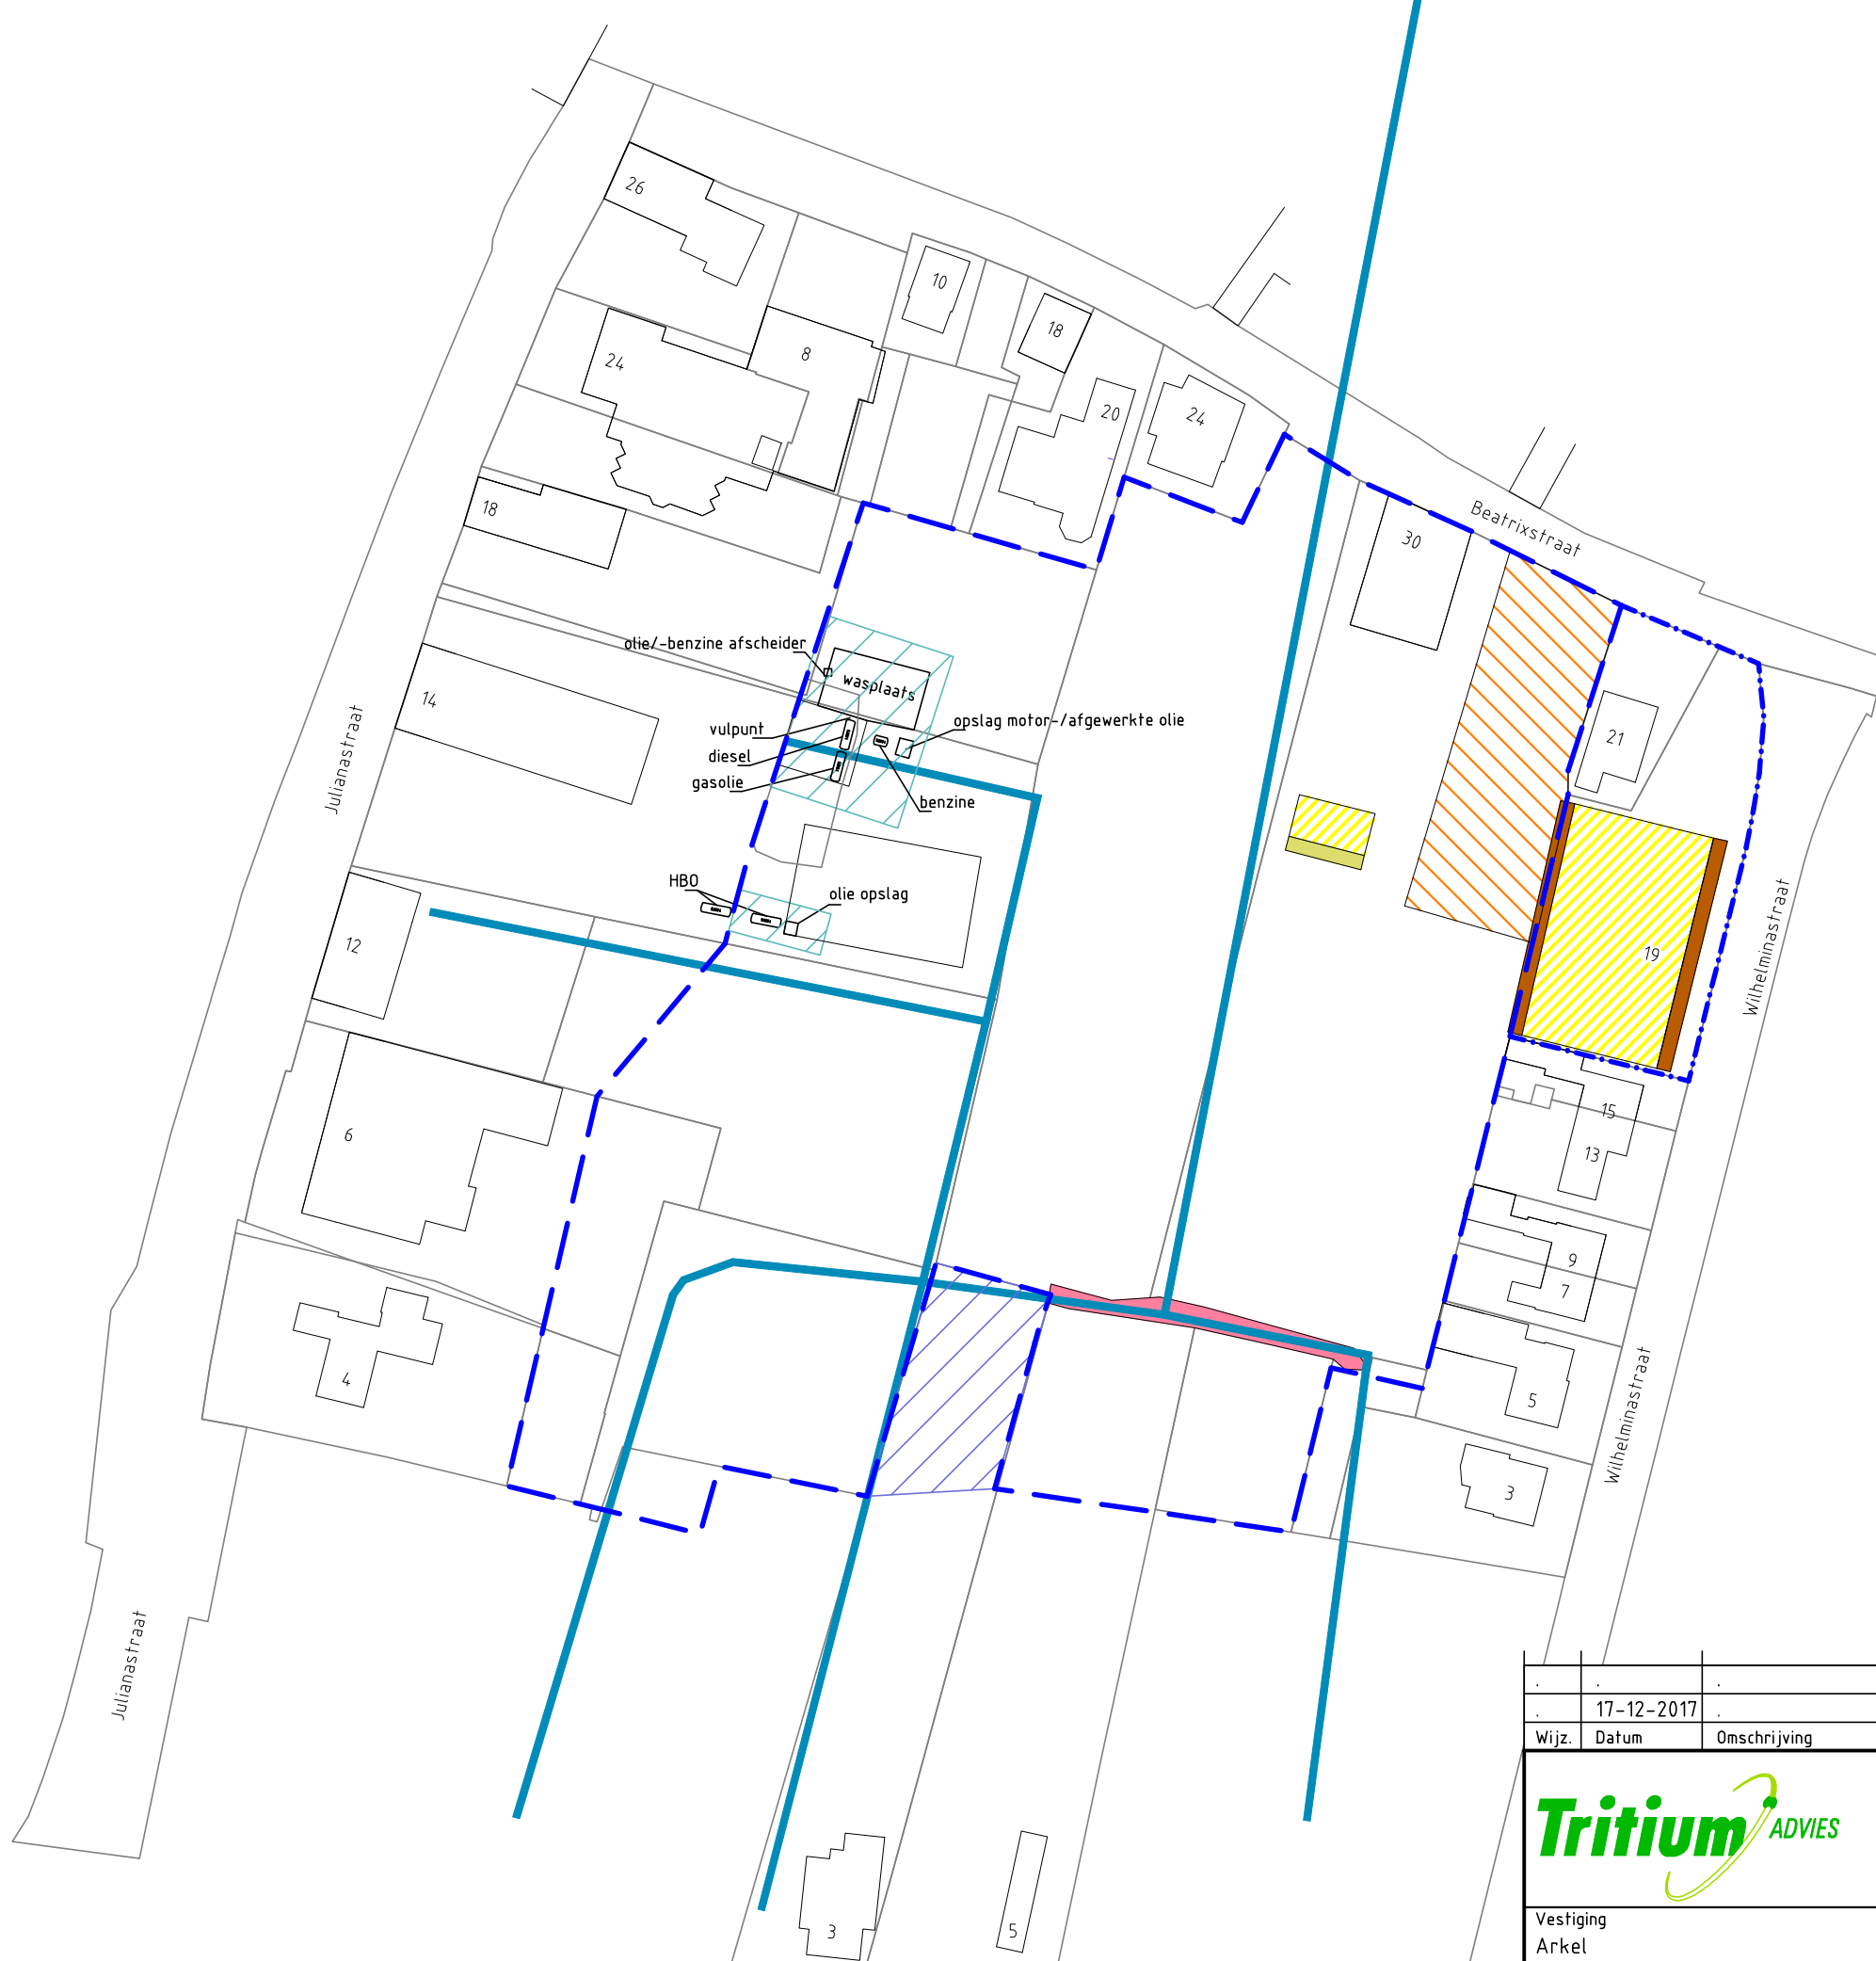 26
10
18
8
24
20
24
18
Beatrixstraat
30
olie/-benzine afscheider
wasplaats
14
vulpunt
opslag motor-/afgewerkte olie
21
diesel
Julianastraat
gasolie
benzine
HBO
olie opslag
12
19
Wilhelminastraat
6
15
13
9
7
4
5
Wilhelminastraat
3
Julianastraat
. . .
. 17-12-2017 .
Wijz. Datum Omschrijving
Tritium ADVIES
Vestiging
Arkel
3
5